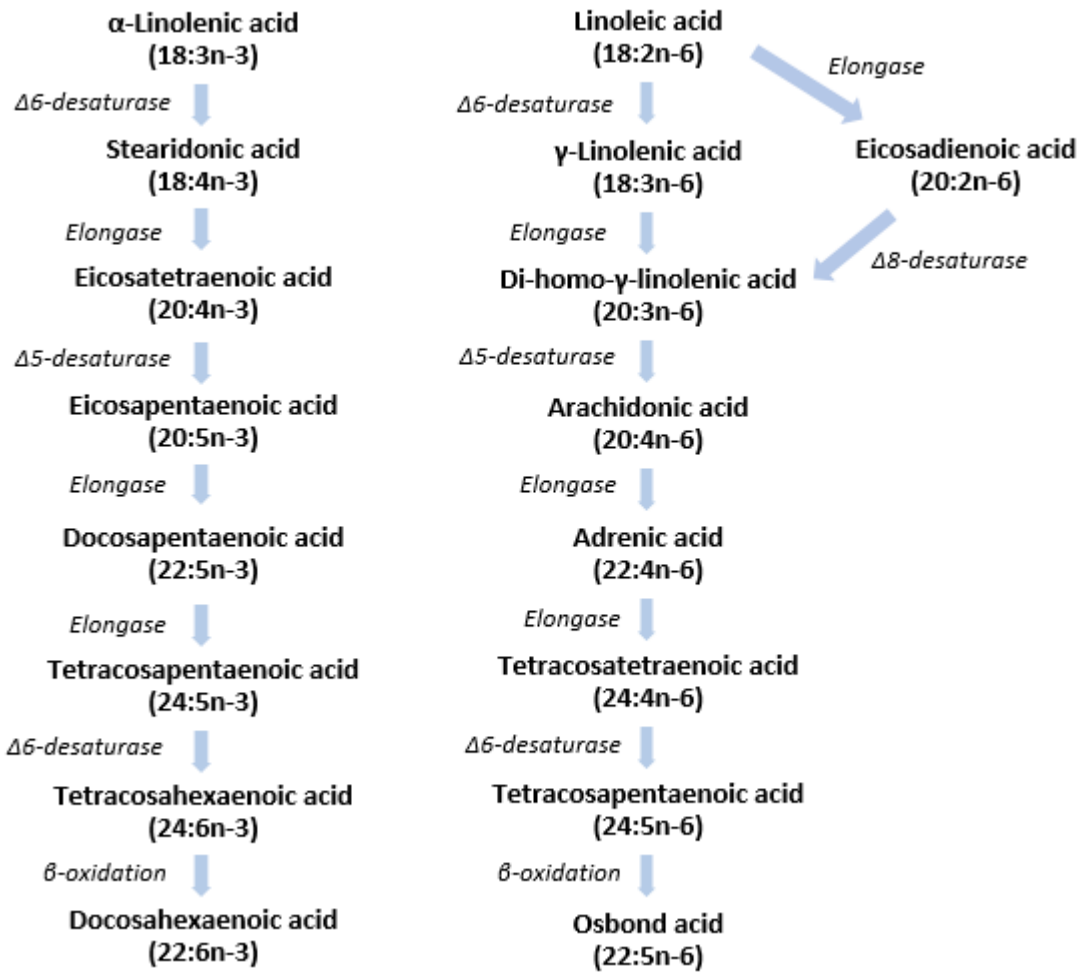 α-Linolenic acid
(18:3n-3)
Δ6-desaturase
Stearidonic acid
(18:4n-3)
Elongase
Eicosatetraenoic acid
(20:4n-3)
Δ5-desaturase
Eicosapentaenoic acid
(20:5n-3)
Elongase
Docosapentaenoic acid
(22:5n-3)
Elongase
Tetracosapentaenoic acid
(24:5n-3)
Δ6-desaturase
Tetracosahexaenoic acid
(24:6n-3)
β-oxidation
Docosahexaenoic acid
(22:6n-3)
Linoleic acid
(18:2n-6)
Δ6-desaturase
γ-Linolenic acid
(18:3n-6)
Elongase
Di-homo-γ-linolenic acid
(20:3n-6)
Δ5-desaturase
Arachidonic acid
(20:4n-6)
Elongase
Adrenic acid
(22:4n-6)
Elongase
Tetracosatetraenoic acid
(24:4n-6)
Δ6-desaturase
Tetracosapentaenoic acid
(24:5n-6)
β-oxidation
Osbond acid
(22:5n-6)
Elongase
Eicosadienoic acid
(20:2n-6)
Δ8-desaturase